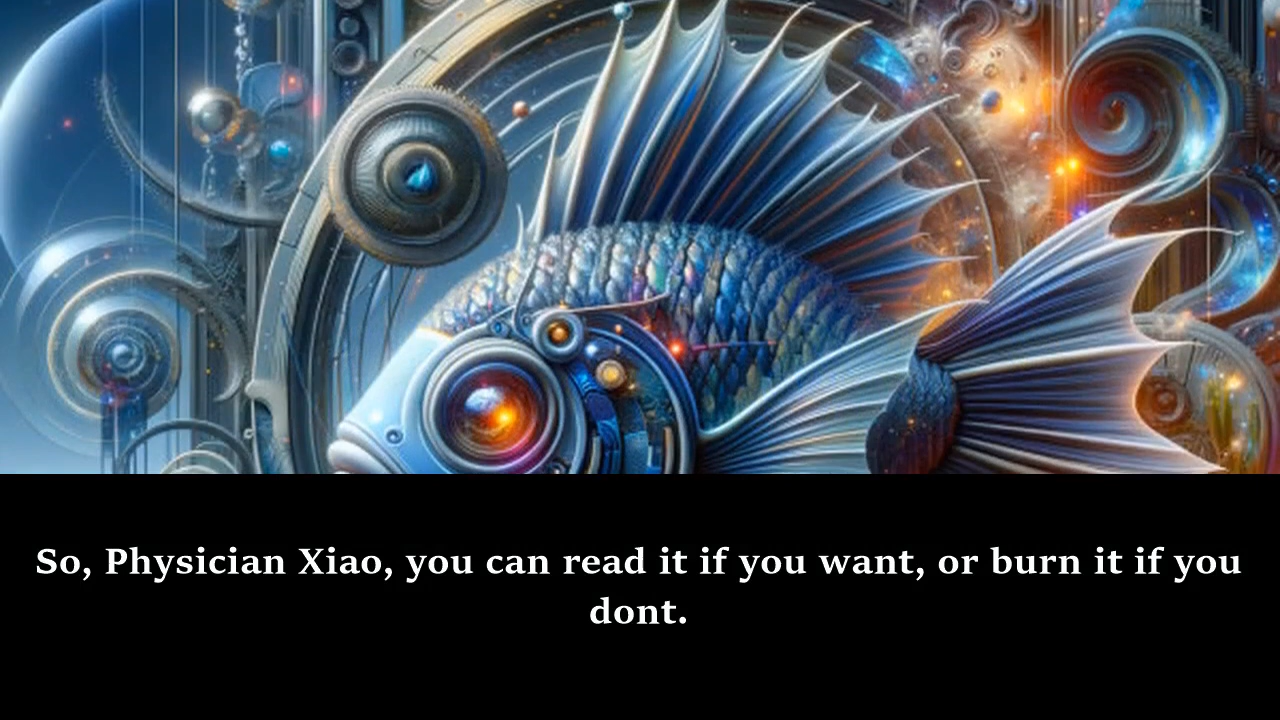 So, Physician Xiao, you can read it if you want, or burn it if you
dont.